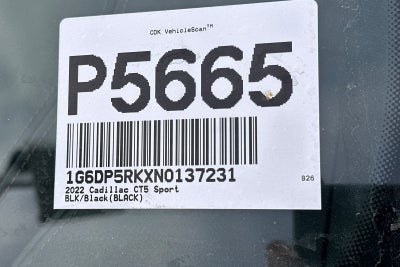 CDK VehicleScan™
P5665
1G6DP5RKXN0137231
2022 Cadillac CT5 Sport
BLK/Black(BLACK)
B26